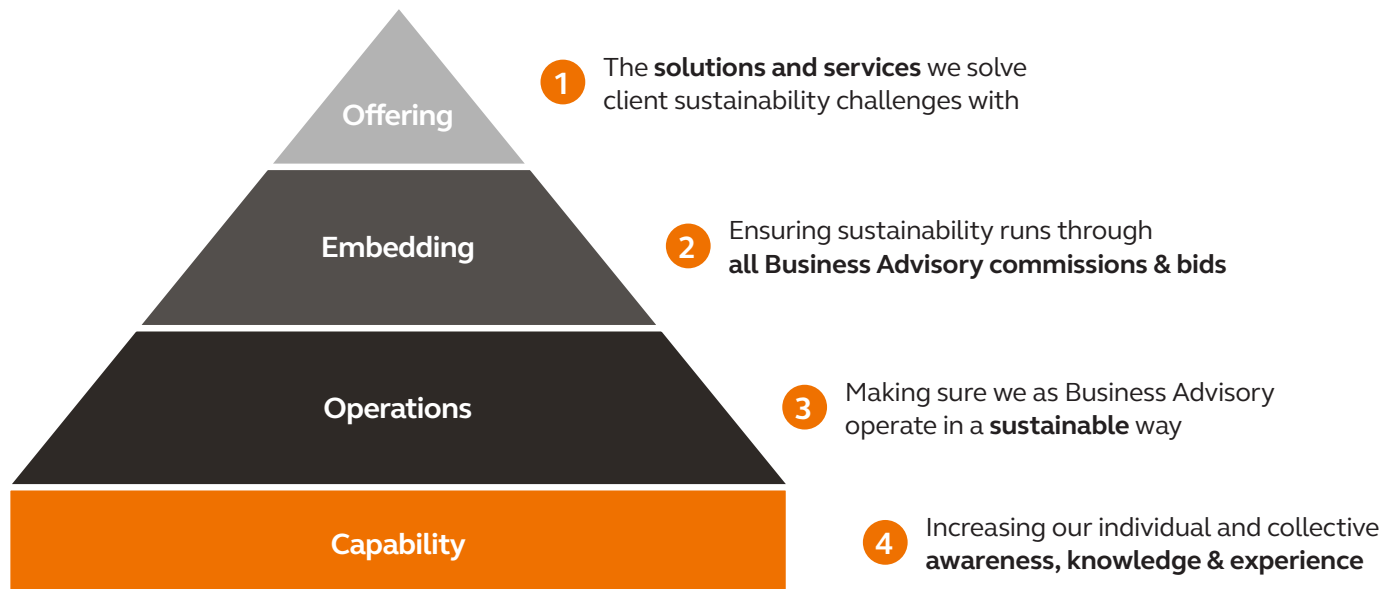 Offering
1
The solutions and services we solve
client sustainability challenges with
Embedding
2
Ensuring sustainability runs through
all Business Advisory commissions & bids
Operations
3
Making sure we as Business Advisory
operate in a sustainable way
Capability
4
Increasing our individual and collective
awareness, knowledge & experience